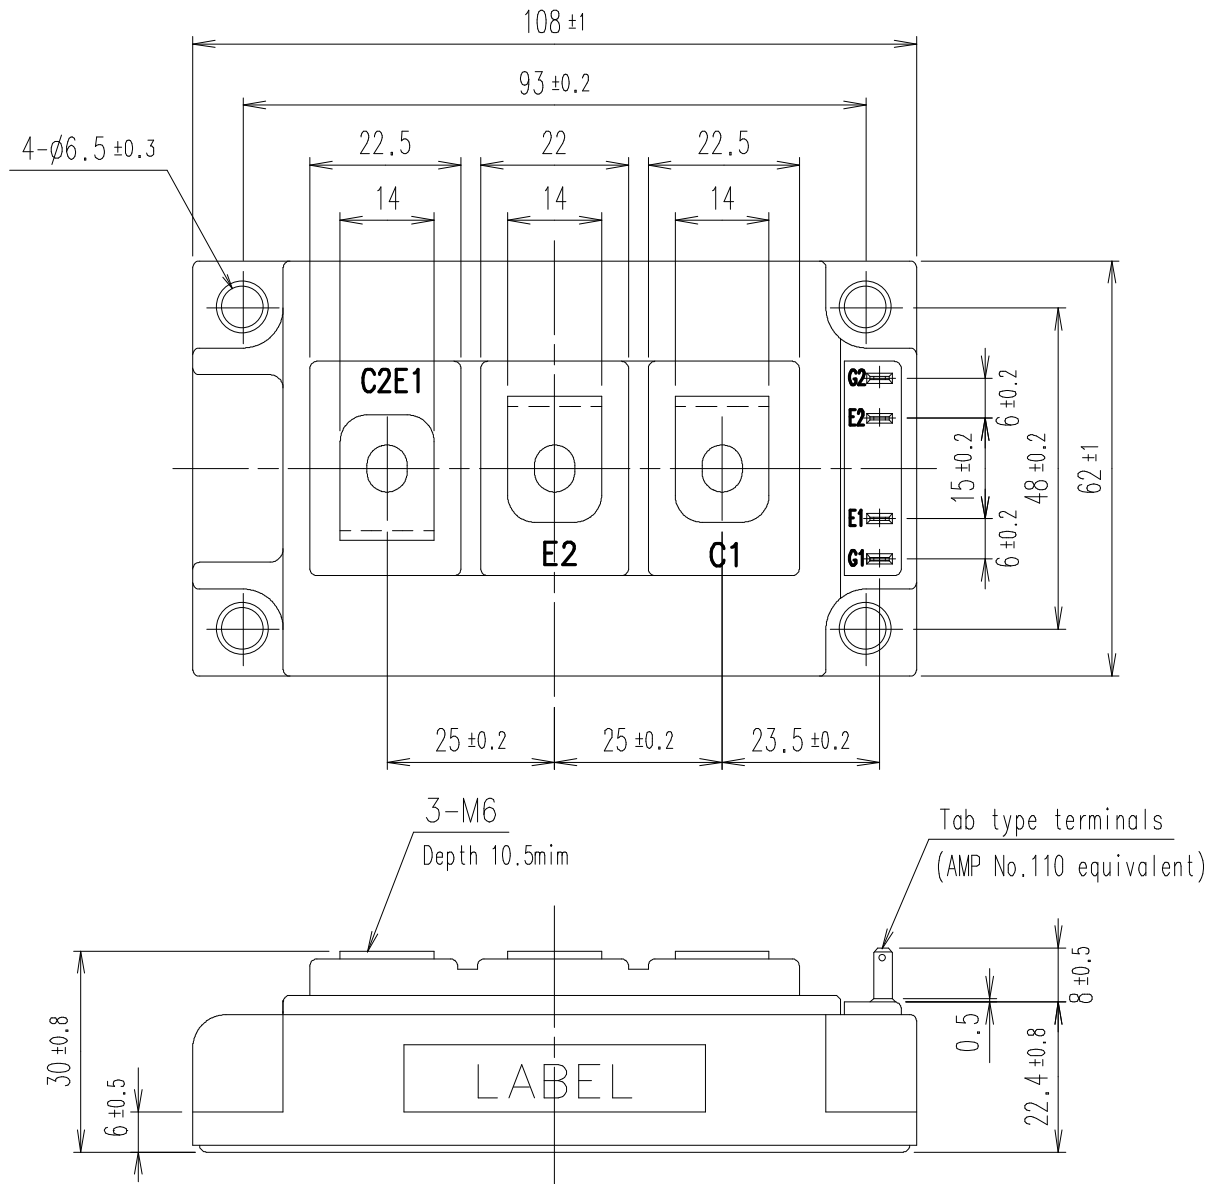 108 ±1
93 ±0.2
4-ø6.5 ±0.3
22.5
22
22.5
14
14
14
C2E1
E2
C1
G2
E2
E1
G1
6 ±0.2
15 ±0.2
6 ±0.2
48 ±0.2
62 ±1
25 ±0.2
25 ±0.2
23.5 ±0.2
3-M6
Depth 10.5mim
Tab type terminals
(AMP No.110 equivalent)
30 ±0.8
6 ±0.5
LABEL
8 ±0.5
0.5
22.4 ±0.8